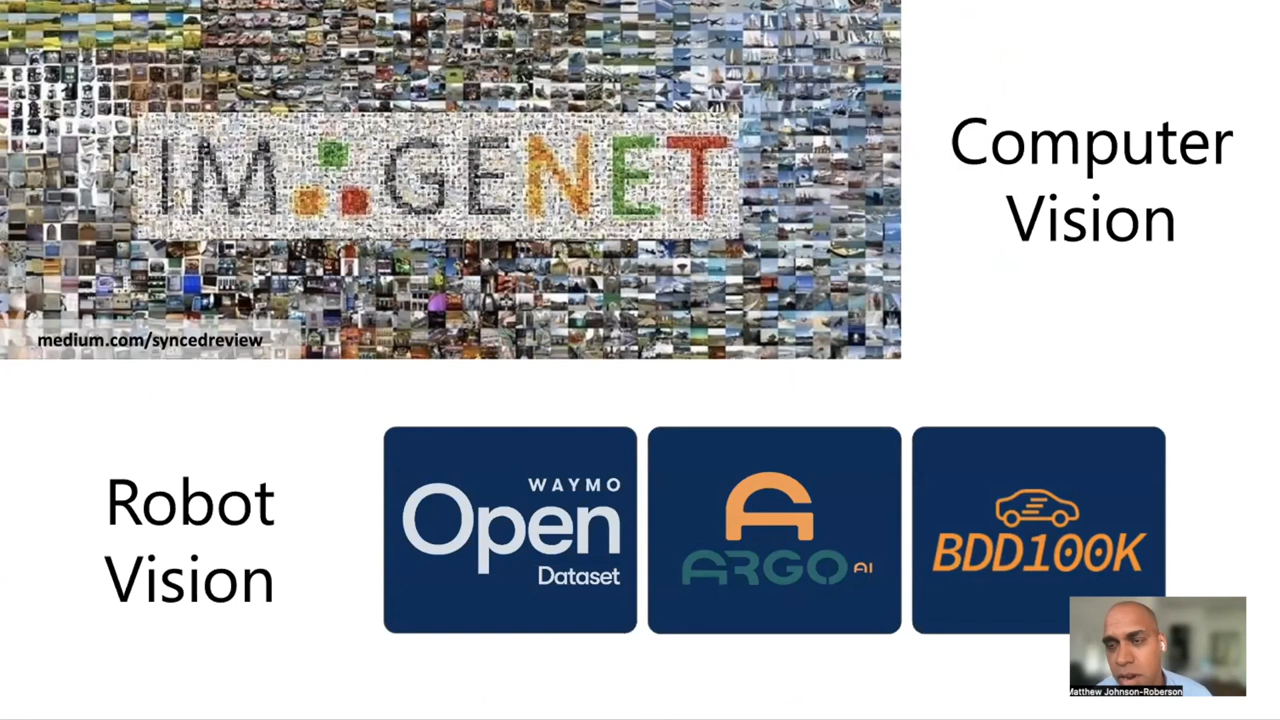 IMAGENET
medium.com/syncedreview
Computer
Vision
Robot
Vision
WAYMO
Open
Dataset
ARGO AI
BDD100K
Matthew Johnson-Roberson